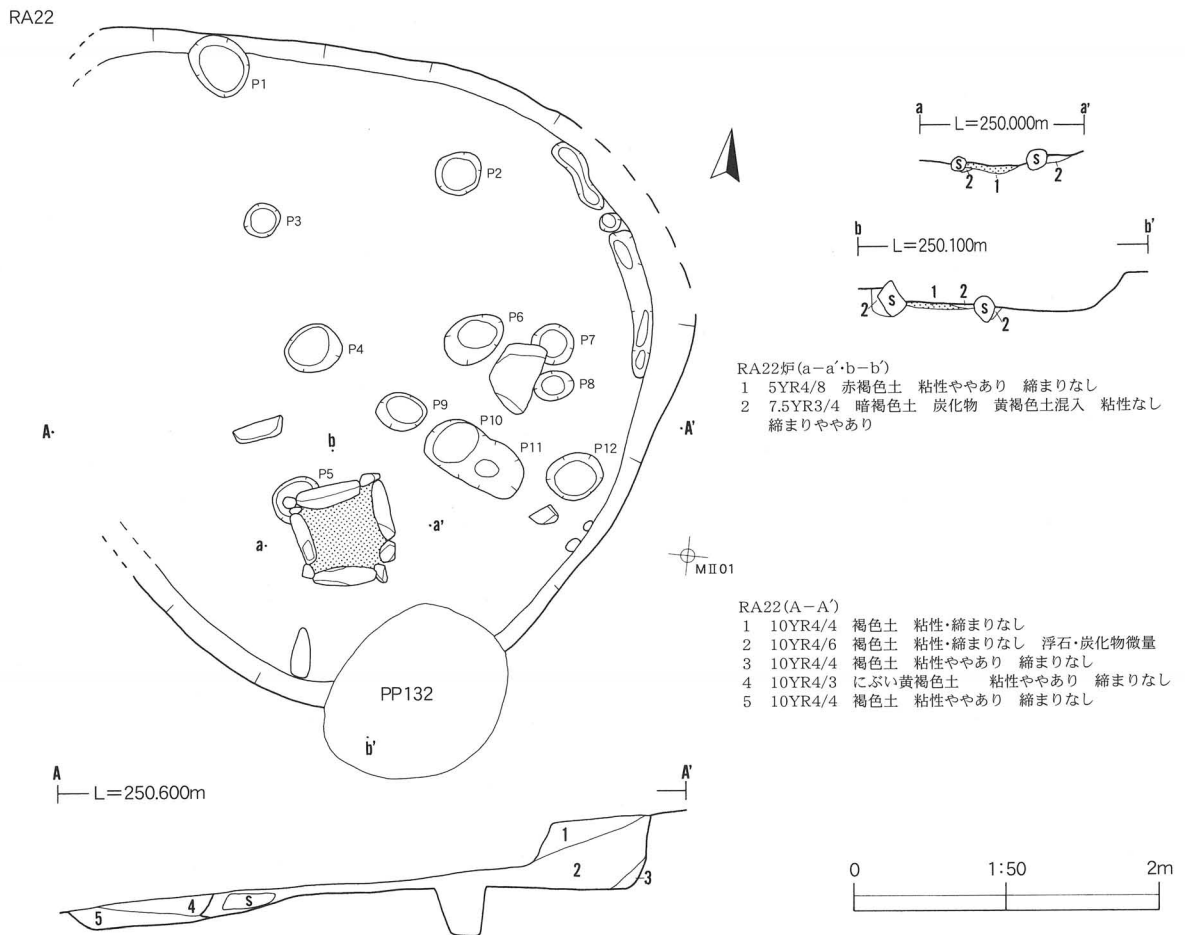 RA22
P1
P2
P3
P4
P6
P7
P8
P9
P10
P11
P12
P5
A
A'
b
a
a'
MⅡ01
PP132
b'
a a'
L=250.000m
S S
2 1 2
b b'
L=250.100m
2 S 1 2 S 2
RA22炉(a-a'・b-b')
1 5YR4/8 赤褐色土 粘性ややあり 締まりなし
2 7.5YR3/4 暗褐色土 炭化物 黄褐色土混入 粘性なし
締まりややあり
RA22(A-A')
1 10YR4/4 褐色土 粘性・締まりなし
2 10YR4/6 褐色土 粘性・締まりなし 浮石・炭化物微量
3 10YR4/4 褐色土 粘性ややあり 締まりなし
4 10YR4/3 にぶい黄褐色土 粘性ややあり 締まりなし
5 10YR4/4 褐色土 粘性ややあり 締まりなし
A A'
L=250.600m
1
2
3
5 4 S
0 1:50 2m